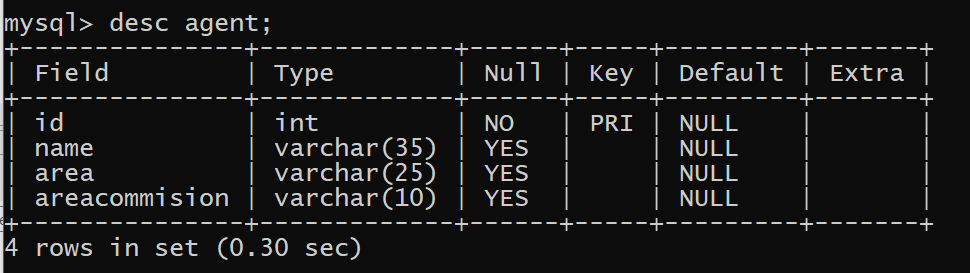 mysql> desc agent;
+---------------+-------------+------+-----+---------+-------+
| Field         | Type        | Null | Key | Default | Extra |
+---------------+-------------+------+-----+---------+-------+
| id            | int         | NO   | PRI | NULL    |       |
| name          | varchar(35) | YES  |     | NULL    |       |
| area          | varchar(25) | YES  |     | NULL    |       |
| areacommision | varchar(10) | YES  |     | NULL    |       |
+---------------+-------------+------+-----+---------+-------+
4 rows in set (0.30 sec)